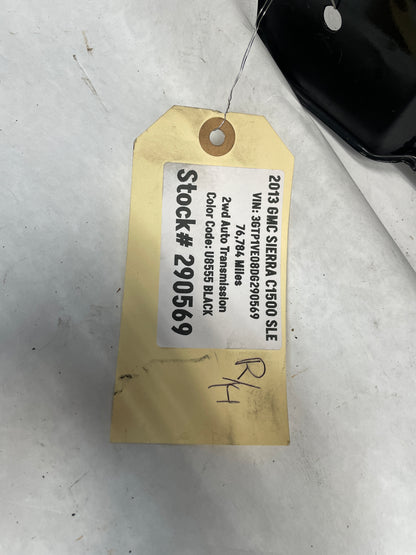 2013 GMC SIERRA C1500 SLE
VIN: 3GTP1VE08DG290569
76,784 Miles
2wd Auto Transmission
Color Code: U8555 BLACK
Stock# 290569
R/H